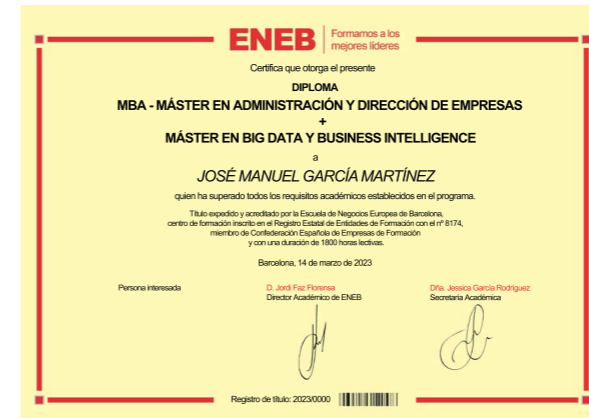 ENEB
Formamos a los
mejores líderes
Certifica que otorga el presente
DIPLOMA
MBA - MÁSTER EN ADMINISTRACIÓN Y DIRECCIÓN DE EMPRESAS
+
MÁSTER EN BIG DATA Y BUSINESS INTELLIGENCE
a
JOSÉ MANUEL GARCÍA MARTÍNEZ
quien ha superado todos los requisitos académicos establecidos en el programa.
Título expedido y acreditado por la Escuela de Negocios Europea de Barcelona,
centro de formación inscrito en el Registro Estatal de Entidades de Formación con el nº 8174,
miembro de Confederación Española de Empresas de Formación
y con una duración de 1800 horas lectivas.
Barcelona, 14 de marzo de 2023
Persona interesada
D. Jordi Faz Florensa
Director Académico de ENEB
Dña. Jessica García Rodríguez
Secretaria Académica
Registro de título: 2023/0000